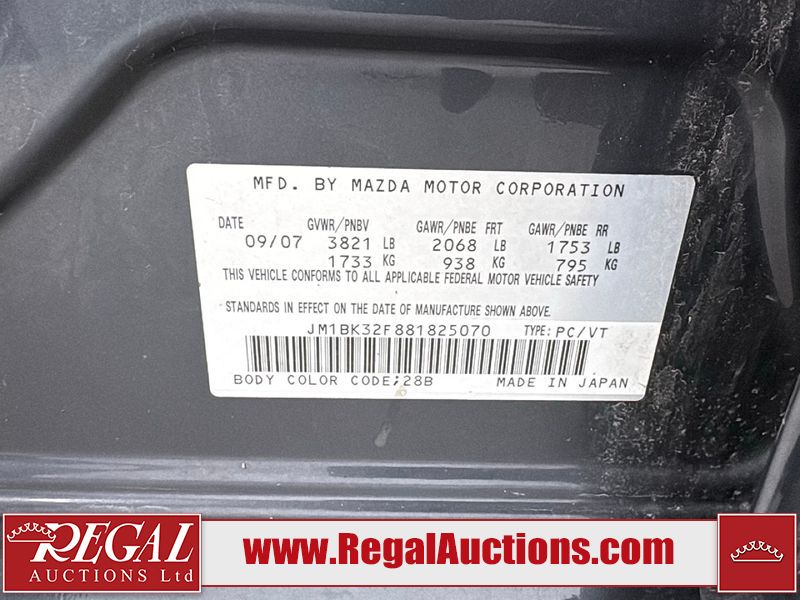 MFD. BY MAZDA MOTOR CORPORATION
DATE GVWR/PNBV GAWR/PNBE FRT GAWR/PNBE RR
09/07 3821 LB 2068 LB 1753 LB
1733 KG 938 KG 795 KG
THIS VEHICLE CONFORMS TO ALL APPLICABLE FEDERAL MOTOR VEHICLE SAFETY
STANDARDS IN EFFECT ON THE DATE OF MANUFACTURE SHOWN ABOVE.
JM1BK32F881825070 TYPE:PC/VT
BODY COLOR CODE;28B MADE IN JAPAN
REGAL
AUCTIONS Ltd
www.RegalAuctions.com